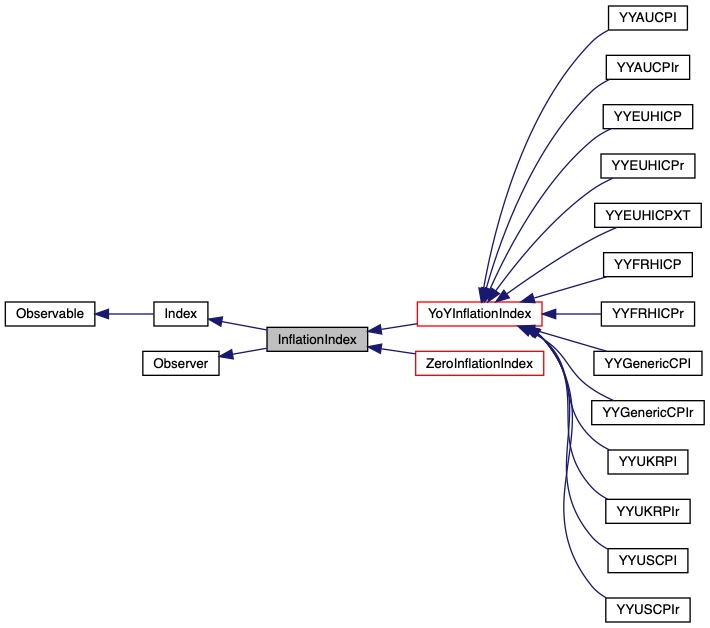 YYAUCPI
YYAUCPIr
YYEUHICP
YYEUHICPr
YYEUHICPXT
YYFRHICP
Observable
Index
YoYInflationIndex
YYFRHICPr
InflationIndex
Observer
ZeroInflationIndex
YYGenericCPI
YYGenericCPIr
YYUKRPI
YYUKRPIr
YYUSCPI
YYUSCPIr